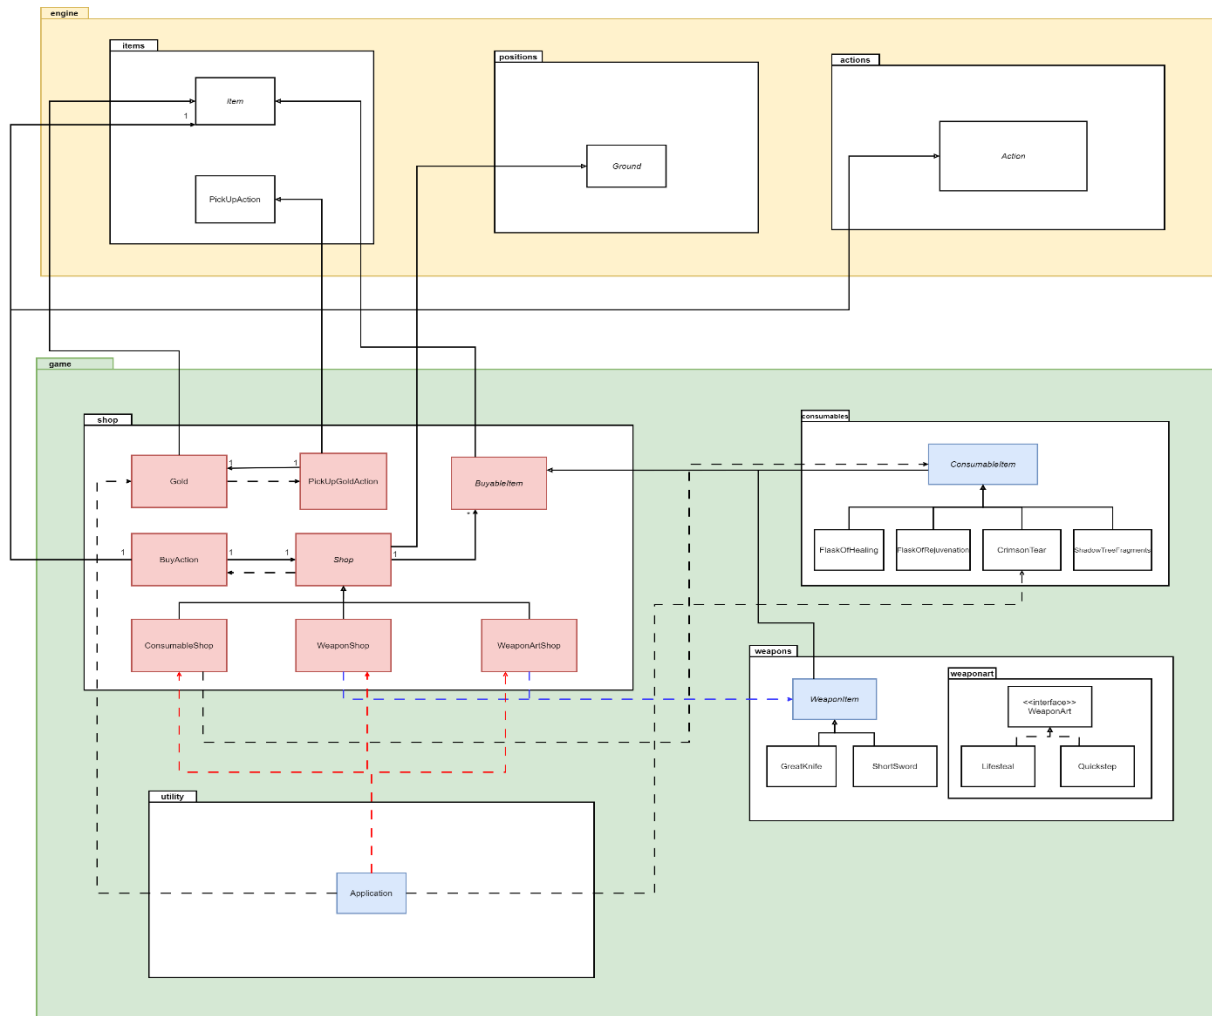 engine
items
positions
actions
Item
1
Action
Ground
PickUpAction
game
shop
consumables
Gold
1
1
PickUpGoldAction
BuyableItem
ConsumableItem
*
FlaskOfHealing
FlaskOfRejuvenation
CrimsonTear
ShadowTreeFragments
1
BuyAction
1
1
Shop
1
ConsumableShop
WeaponShop
WeaponArtShop
weapons
weaponart
WeaponItem
<<interface>>
WeaponArt
GreatKnife
ShortSword
Lifesteal
Quickstep
utility
Application